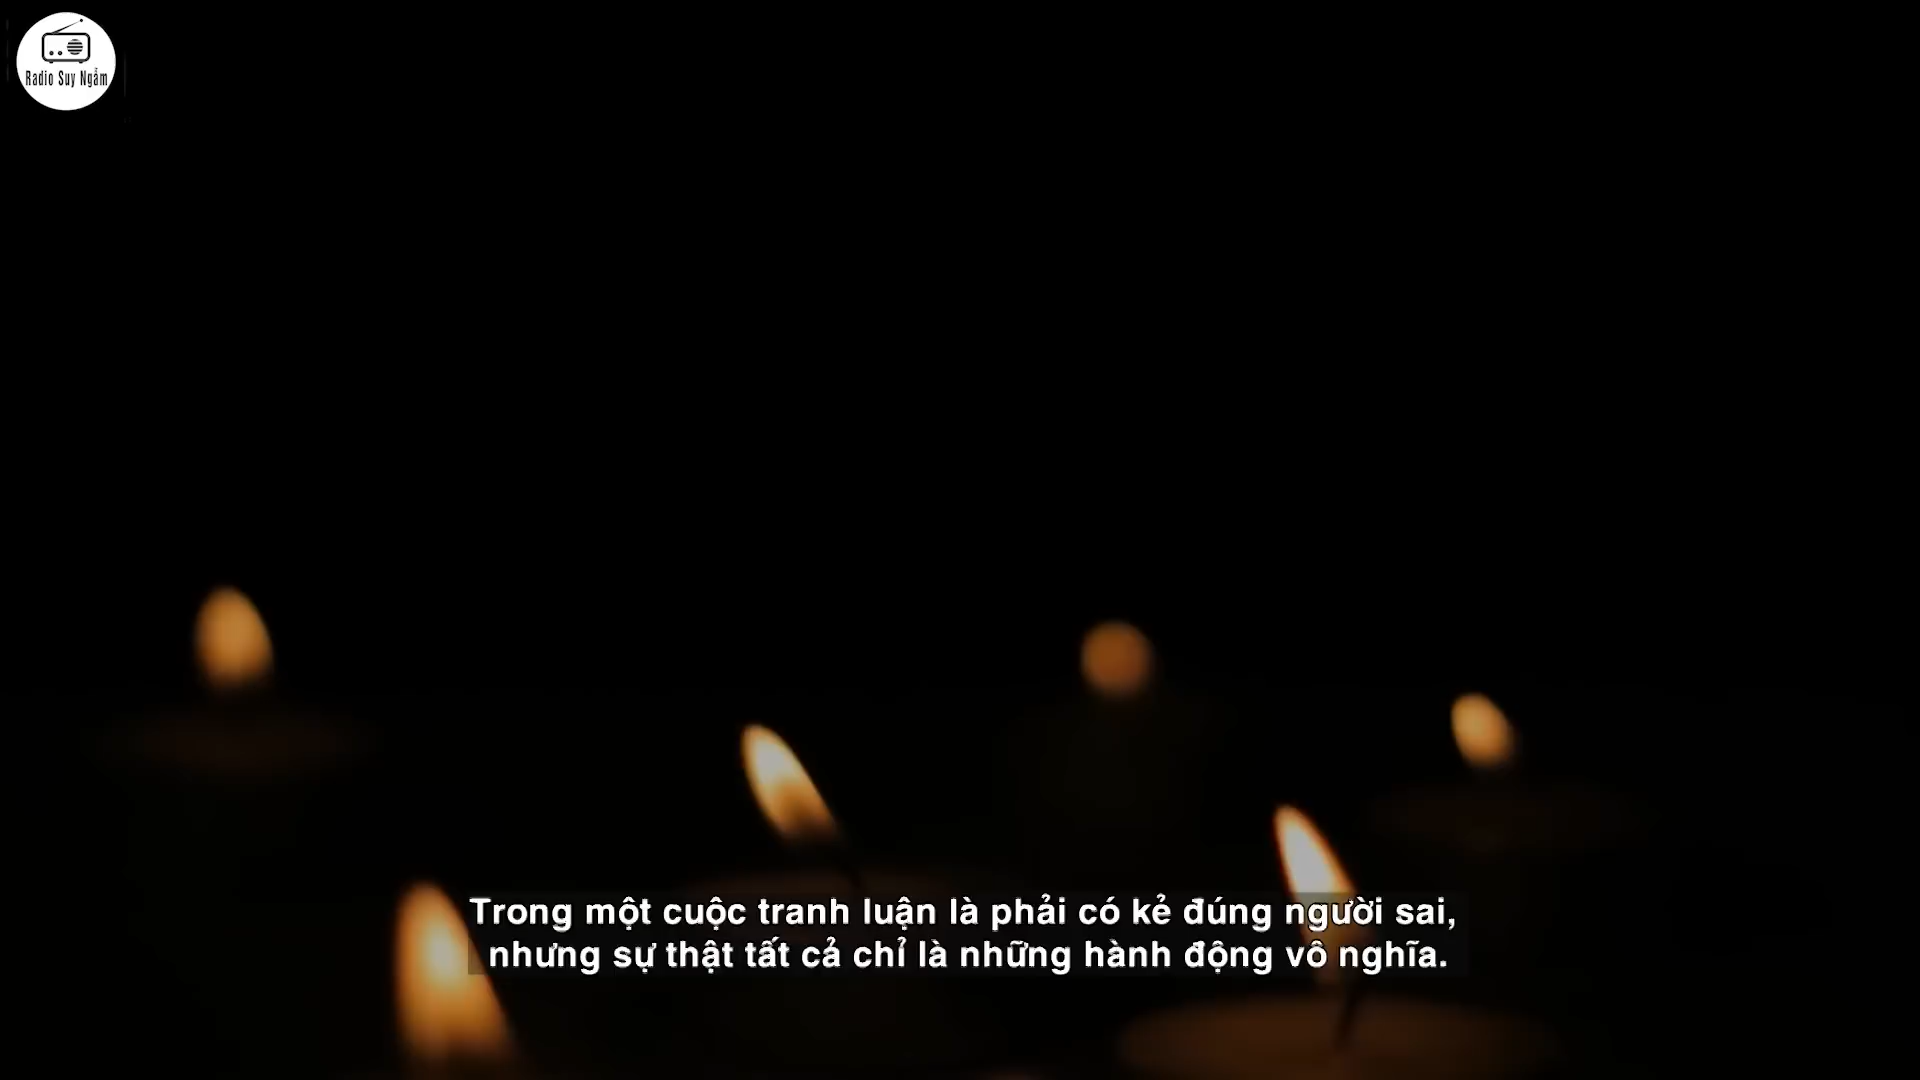 Radio Suy Ngẫm
Trong một cuộc tranh luận là phải có kẻ đúng người sai,
nhưng sự thật tất cả chỉ là những hành động vô nghĩa.